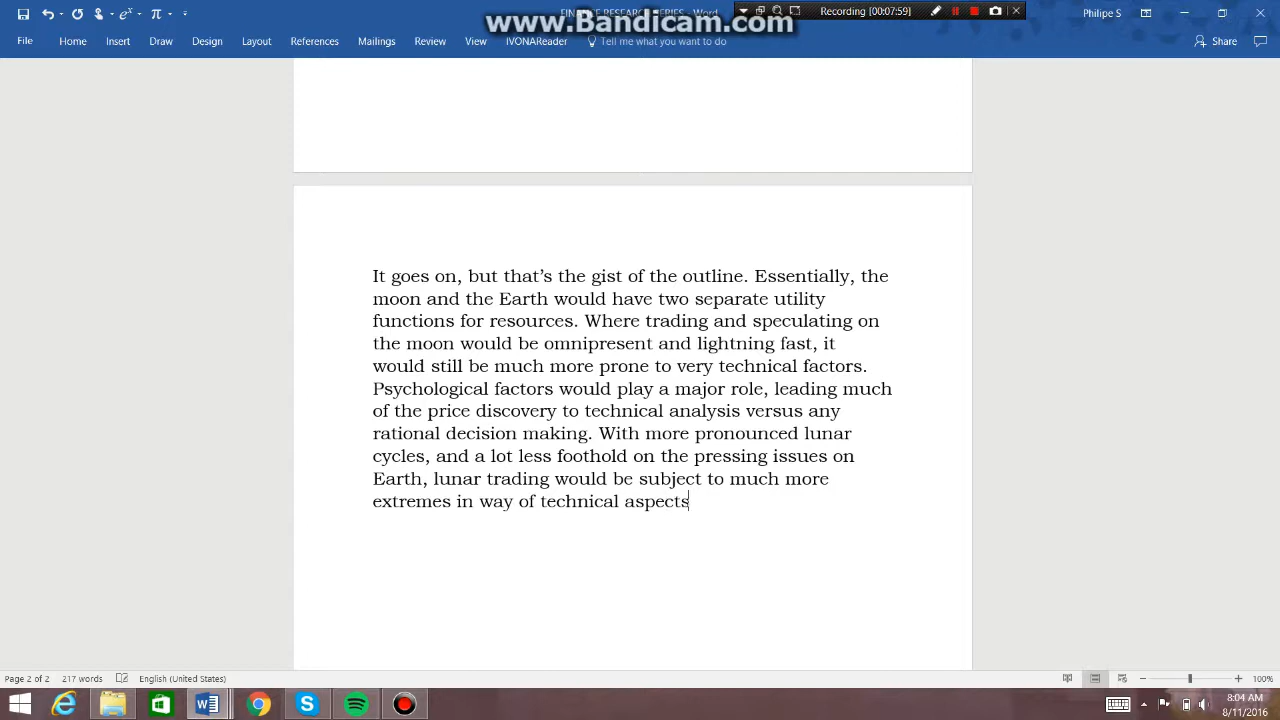 FINANCE RESEARCH SERIES - Word
www.Bandicam.com
Recording [00:07:59]
Philipe S
File Home Insert Draw Design Layout References Mailings Review View IVONAReader Tell me what you want to do Share
It goes on, but that's the gist of the outline. Essentially, the
moon and the Earth would have two separate utility
functions for resources. Where trading and speculating on
the moon would be omnipresent and lightning fast, it
would still be much more prone to very technical factors.
Psychological factors would play a major role, leading much
of the price discovery to technical analysis versus any
rational decision making. With more pronounced lunar
cycles, and a lot less foothold on the pressing issues on
Earth, lunar trading would be subject to much more
extremes in way of technical aspects
Page 2 of 2 217 words English (United States) 100%
8:04 AM
8/11/2016